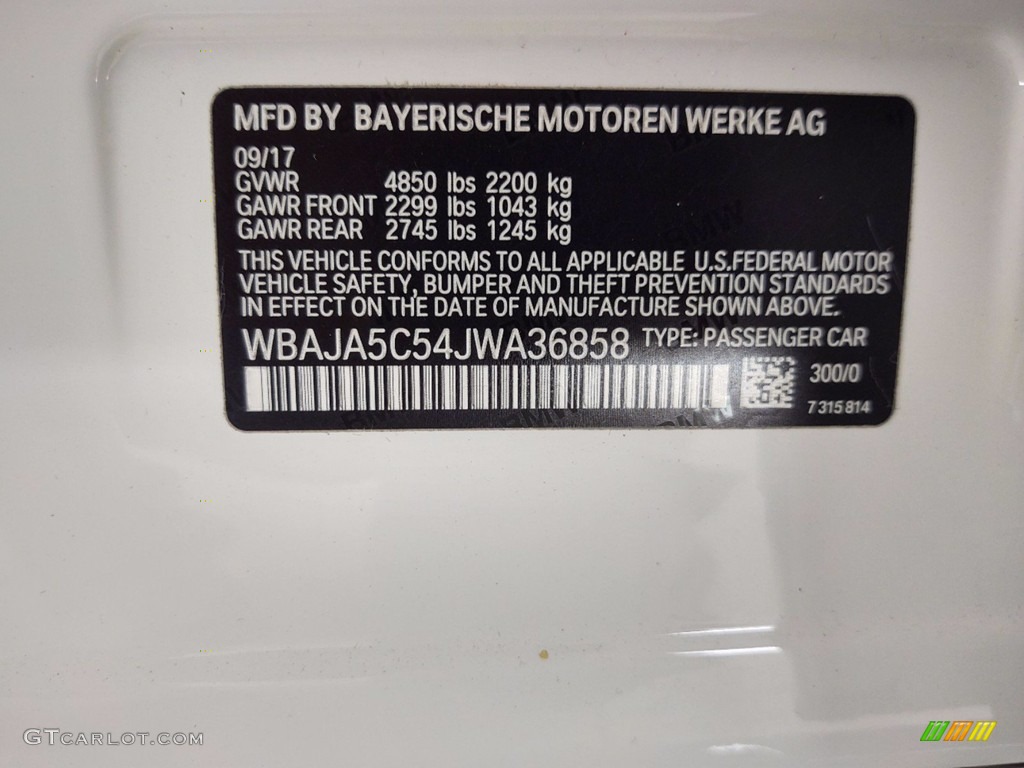 MFD BY BAYERISCHE MOTOREN WERKE AG
09/17
GVWR 4850 lbs 2200 kg
GAWR FRONT 2299 lbs 1043 kg
GAWR REAR 2745 lbs 1245 kg
THIS VEHICLE CONFORMS TO ALL APPLICABLE U.S.FEDERAL MOTOR
VEHICLE SAFETY, BUMPER AND THEFT PREVENTION STANDARDS
IN EFFECT ON THE DATE OF MANUFACTURE SHOWN ABOVE.
WBAJA5C54JWA36858 TYPE: PASSENGER CAR
300/0
7 315 814
GTCARLOT.COM